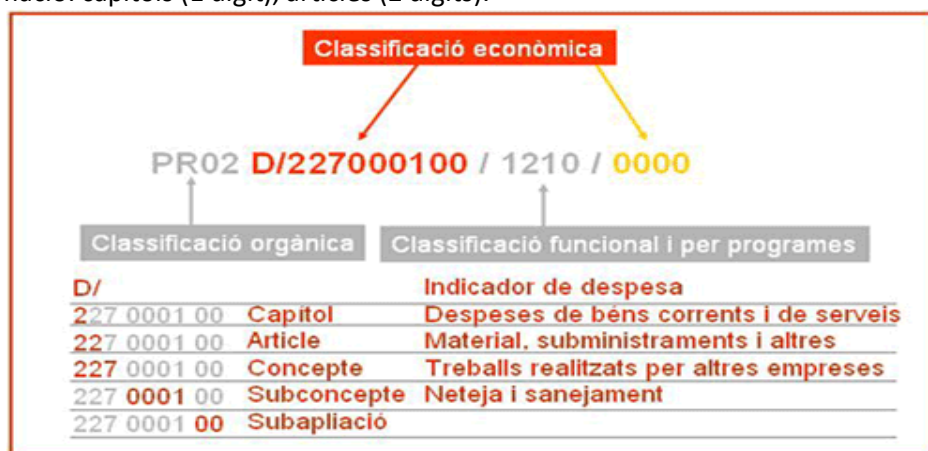 Classificació econòmica
PR02 D/227000100 / 1210 / 0000
Classificació orgànica
Classificació funcional i per programes
D/ Indicador de despesa
227 0001 00 Capítol Despeses de béns corrents i de serveis
227 0001 00 Article Material, subministraments i altres
227 0001 00 Concepte Treballs realitzats per altres empreses
227 0001 00 Subconcepte Neteja i sanejament
227 0001 00 Subapliació